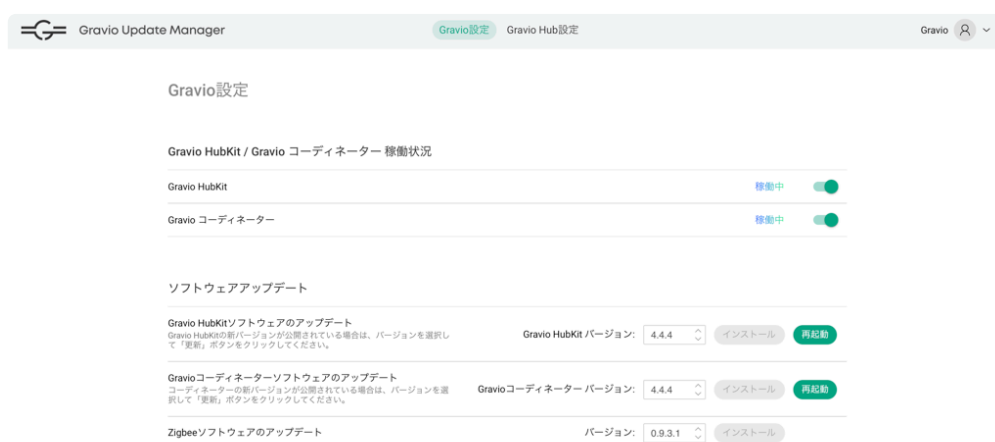 Gravio Update Manager
Gravio設定
Gravio Hub設定
Gravio
Gravio設定
Gravio HubKit / Gravio コーディネーター 稼働状況
Gravio HubKit
稼働中
Gravio コーディネーター
稼働中
ソフトウェアアップデート
Gravio HubKitソフトウェアのアップデート
Gravio HubKitの新バージョンが公開されている場合は、バージョンを選択し
て「更新」ボタンをクリックしてください。
Gravio HubKit バージョン:
4.4.4
インストール
再起動
Gravioコーディネーターソフトウェアのアップデート
コーディネーターの新バージョンが公開されている場合は、バージョンを選
択して「更新」ボタンをクリックしてください。
Gravioコーディネーター バージョン:
4.4.4
インストール
再起動
Zigbeeソフトウェアのアップデート
バージョン:
0.9.3.1
インストール